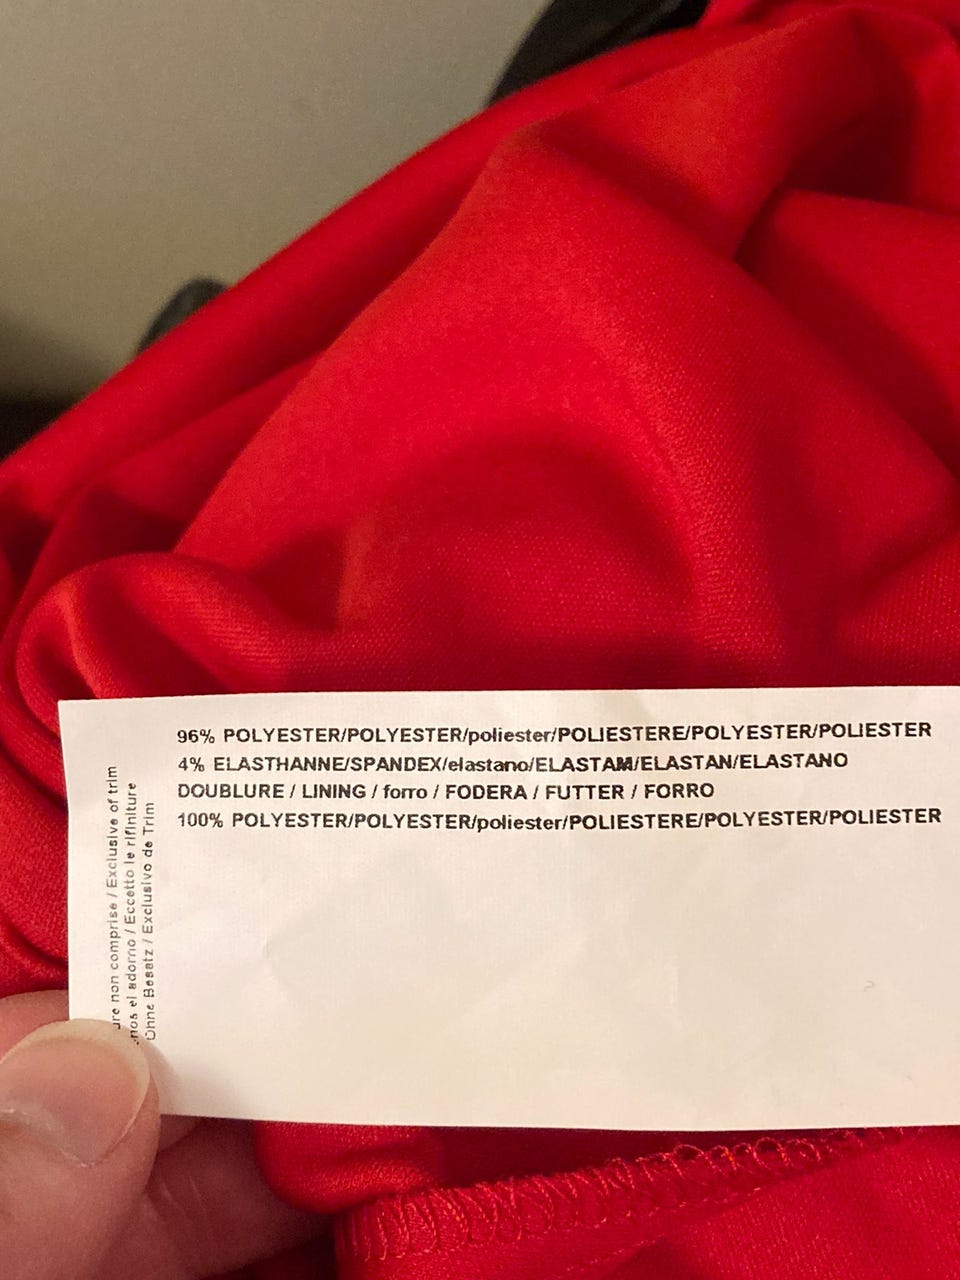 96% POLYESTER/POLYESTER/poliester/POLIESTERE/POLYESTER/POLIESTER
4% ELASTHANNE/SPANDEX/elastano/ELASTAM/ELASTAN/ELASTANO
DOUBLURE / LINING / forro / FODERA / FUTTER / FORRO
100% POLYESTER/POLYESTER/poliester/POLIESTERE/POLYESTER/POLIESTER
non comprise / Exclusive of trim
el adorno / Eccetto le rifiniture
Ohne Besatz / Exclusivo de Trim